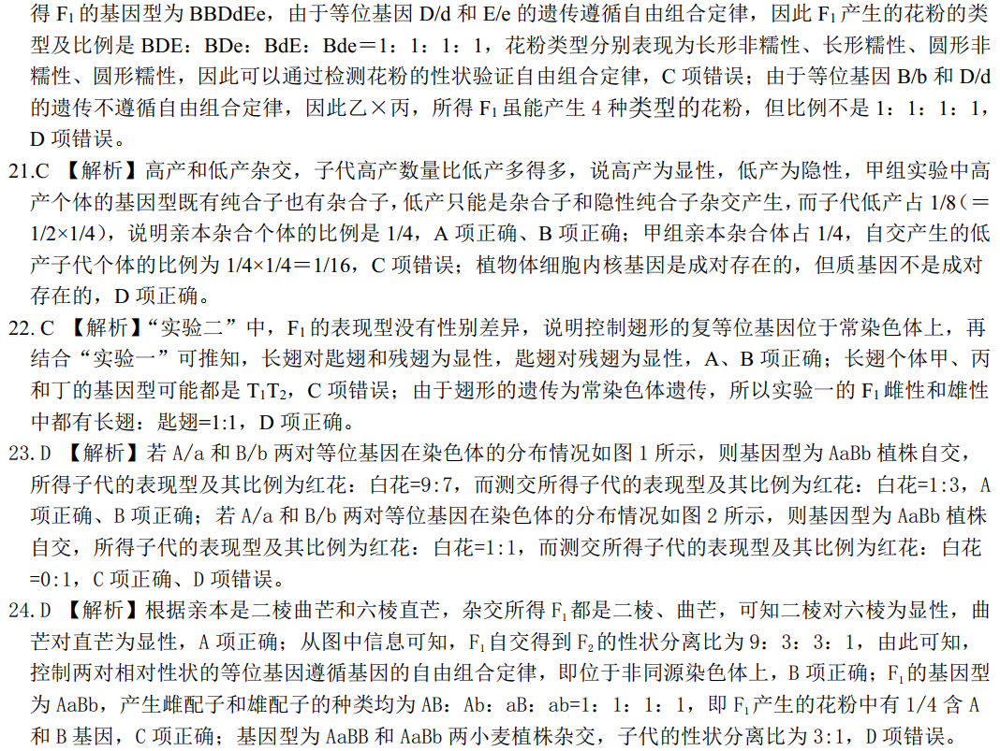 得 F₁ 的基因型为 BBDdEe，由于等位基因 D/d 和 E/e 的遗传遵循自由组合定律，因此 F₁ 产生的花粉的类
型及比例是 BDE：BDe：BdE：Bde＝1：1：1：1，花粉类型分别表现为长形非糯性、长形糯性、圆形非
糯性、圆形糯性，因此可以通过检测花粉的性状验证自由组合定律，C 项错误；由于等位基因 B/b 和 D/d
的遗传不遵循自由组合定律，因此乙×丙，所得 F₁ 虽能产生 4 种类型的花粉，但比例不是 1：1：1：1，
D 项错误。
21.C 【解析】高产和低产杂交，子代高产数量比低产多得多，说高产为显性，低产为隐性，甲组实验中高
产个体的基因型既有纯合子也有杂合子，低产只能是杂合子和隐性纯合子杂交产生，而子代低产占 1/8（＝
1/2×1/4），说明亲本杂合个体的比例是 1/4，A 项正确、B 项正确；甲组亲本杂合体占 1/4，自交产生的低
产子代个体的比例为 1/4×1/4＝1/16，C 项错误；植物体细胞内核基因是成对存在的，但质基因不是成对
存在的，D 项正确。
22. C 【解析】“实验二”中，F₁ 的表现型没有性别差异，说明控制翅形的复等位基因位于常染色体上，再
结合“实验一”可推知，长翅对匙翅和残翅为显性，匙翅对残翅为显性，A、B 项正确；长翅个体甲、丙
和丁的基因型可能都是 T₁T₂，C 项错误；由于翅形的遗传为常染色体遗传，所以实验一的 F₁ 雌性和雄性
中都有长翅：匙翅=1:1，D 项正确。
23. D 【解析】若 A/a 和 B/b 两对等位基因在染色体的分布情况如图 1 所示，则基因型为 AaBb 植株自交，
所得子代的表现型及其比例为红花：白花=9:7，而测交所得子代的表现型及其比例为红花：白花=1:3，A
项正确、B 项正确；若 A/a 和 B/b 两对等位基因在染色体的分布情况如图 2 所示，则基因型为 AaBb 植株
自交，所得子代的表现型及其比例为红花：白花=1:1，而测交所得子代的表现型及其比例为红花：白花
=0:1，C 项正确、D 项错误。
24. D 【解析】根据亲本是二棱曲芒和六棱直芒，杂交所得 F₁ 都是二棱、曲芒，可知二棱对六棱为显性，曲
芒对直芒为显性，A 项正确；从图中信息可知，F₁ 自交得到 F₂ 的性状分离比为 9：3：3：1，由此可知，
控制两对相对性状的等位基因遵循基因的自由组合定律，即位于非同源染色体上，B 项正确；F₁ 的基因型
为 AaBb，产生雌配子和雄配子的种类均为 AB：Ab：aB：ab=1：1：1：1，即 F₁ 产生的花粉中有 1/4 含 A
和 B 基因，C 项正确；基因型为 AaBB 和 AaBb 两小麦植株杂交，子代的性状分离比为 3:1，D 项错误。